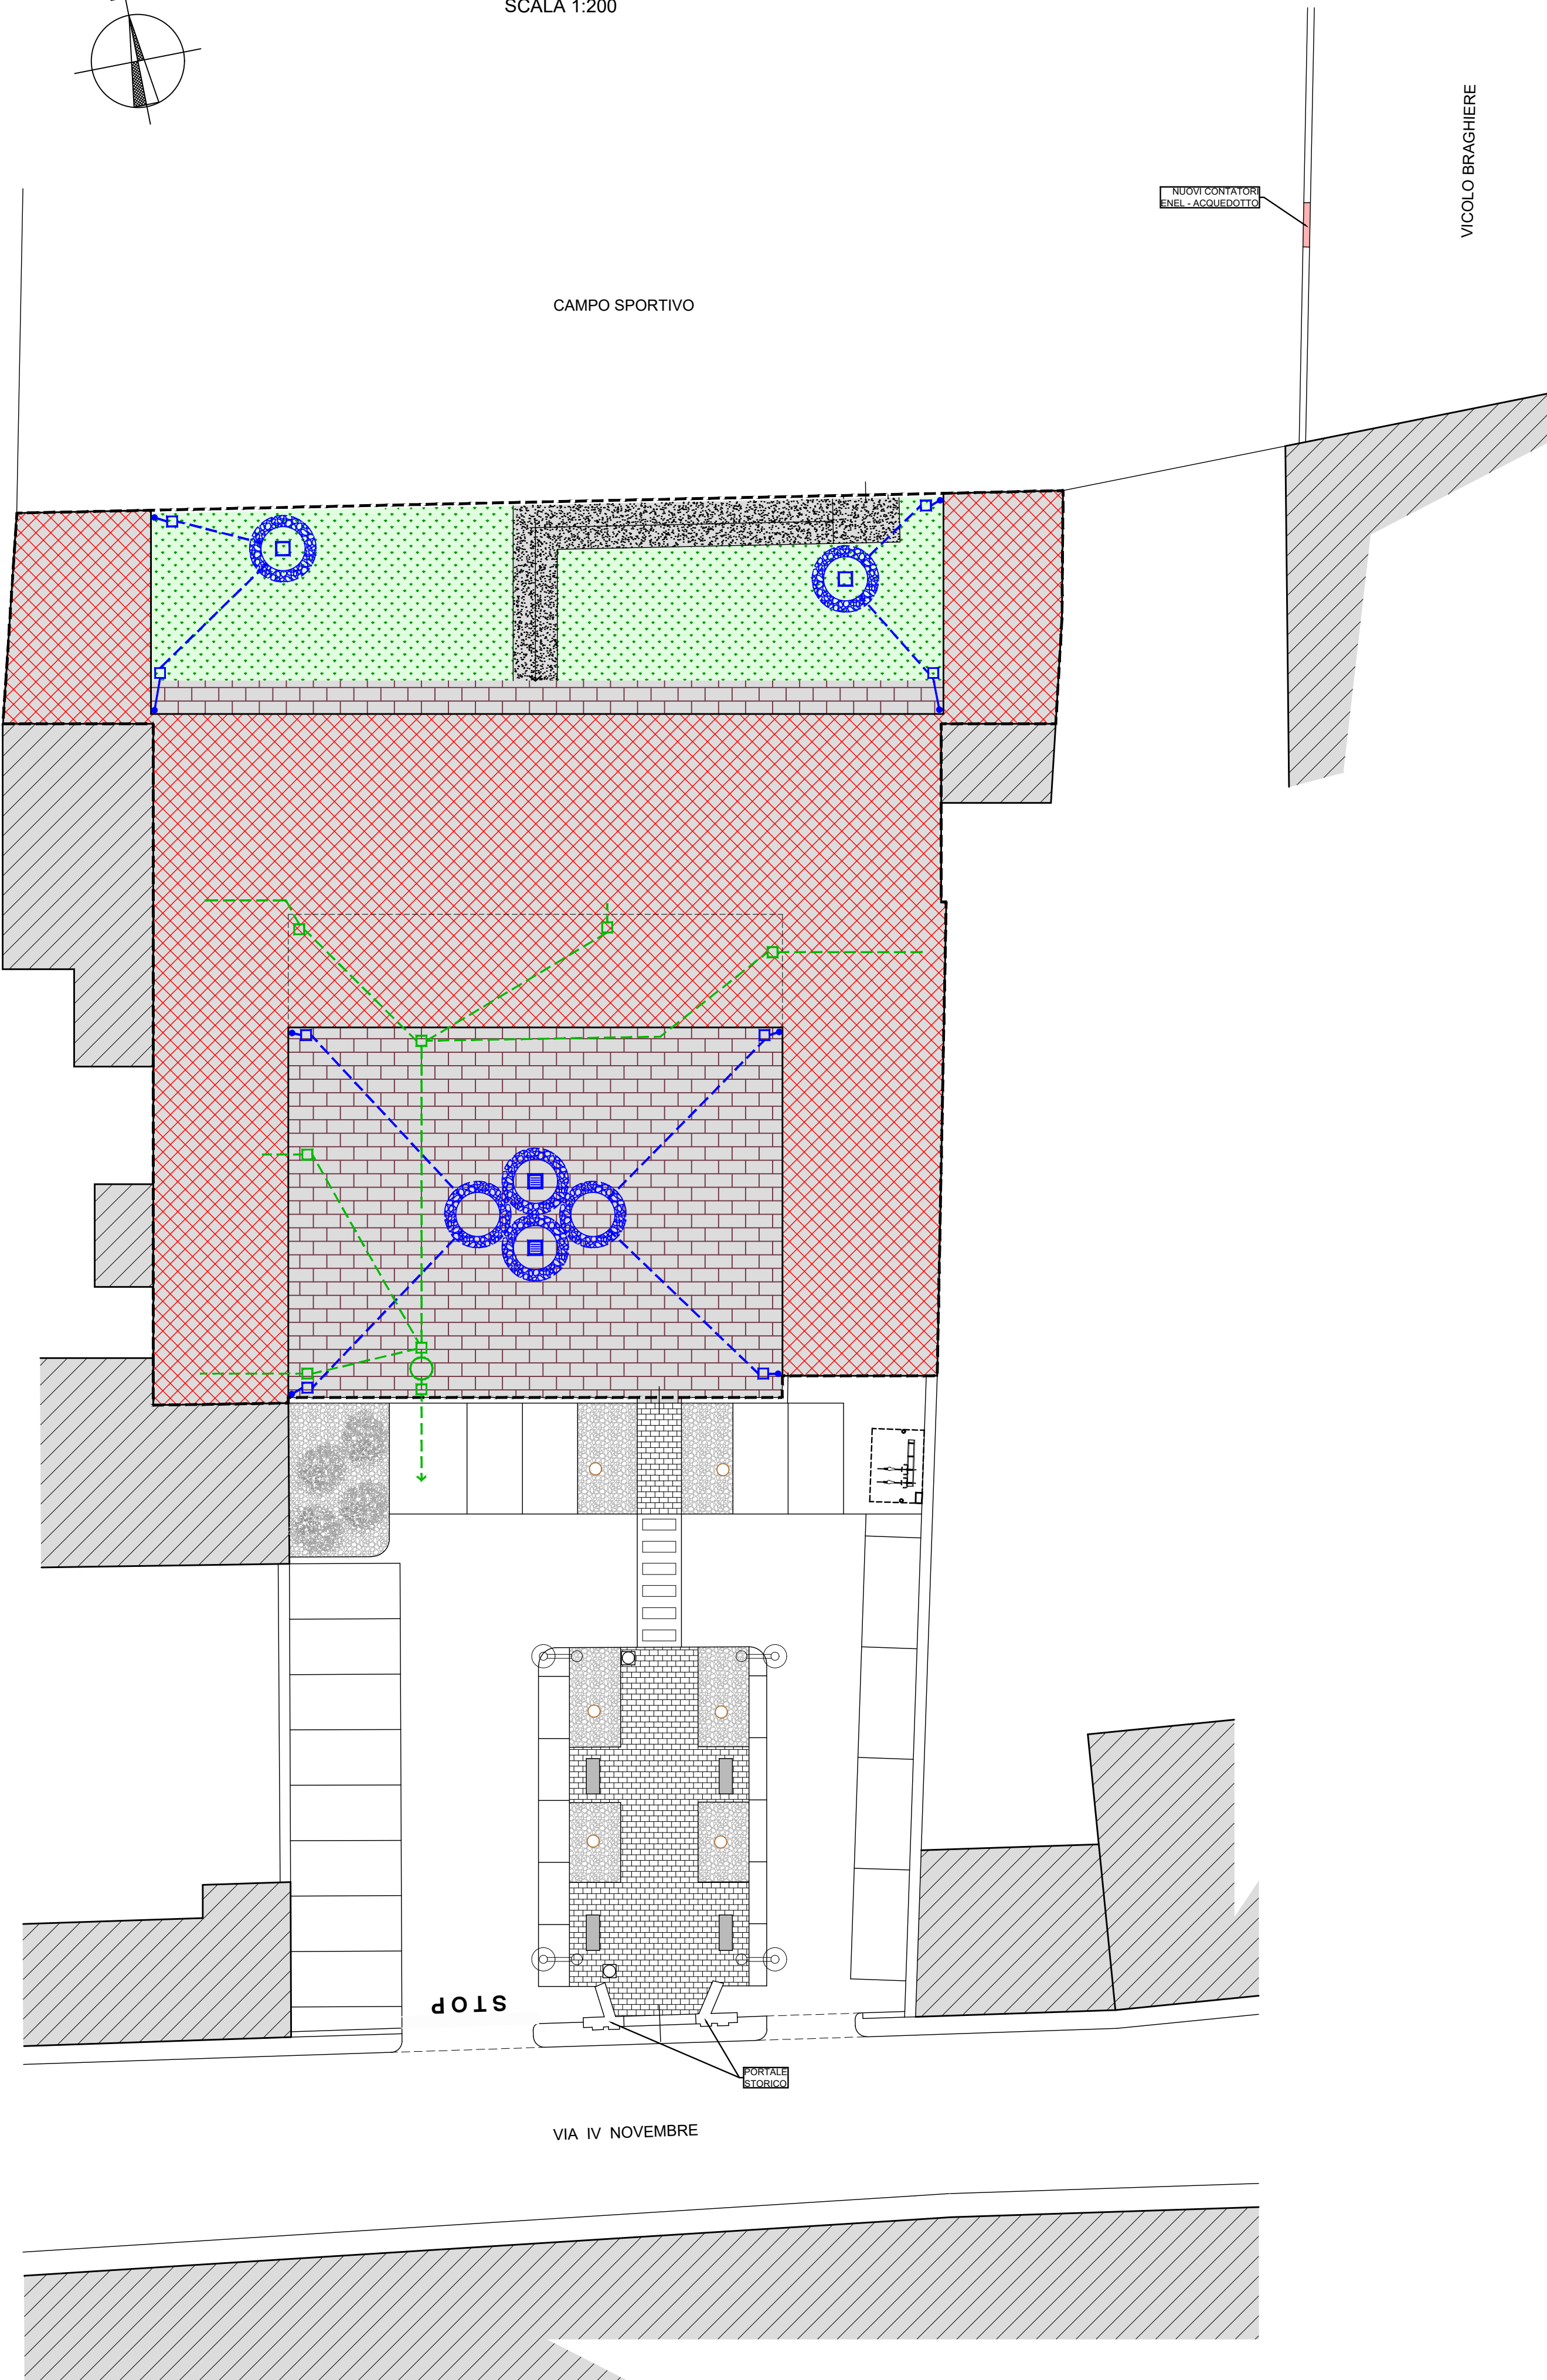 SCALA 1:200
VICOLO BRAGHIERE
NUOVI CONTATORI
ENEL - ACQUEDOTTO
CAMPO SPORTIVO
STOP
PORTALE
STORICO
VIA IV NOVEMBRE